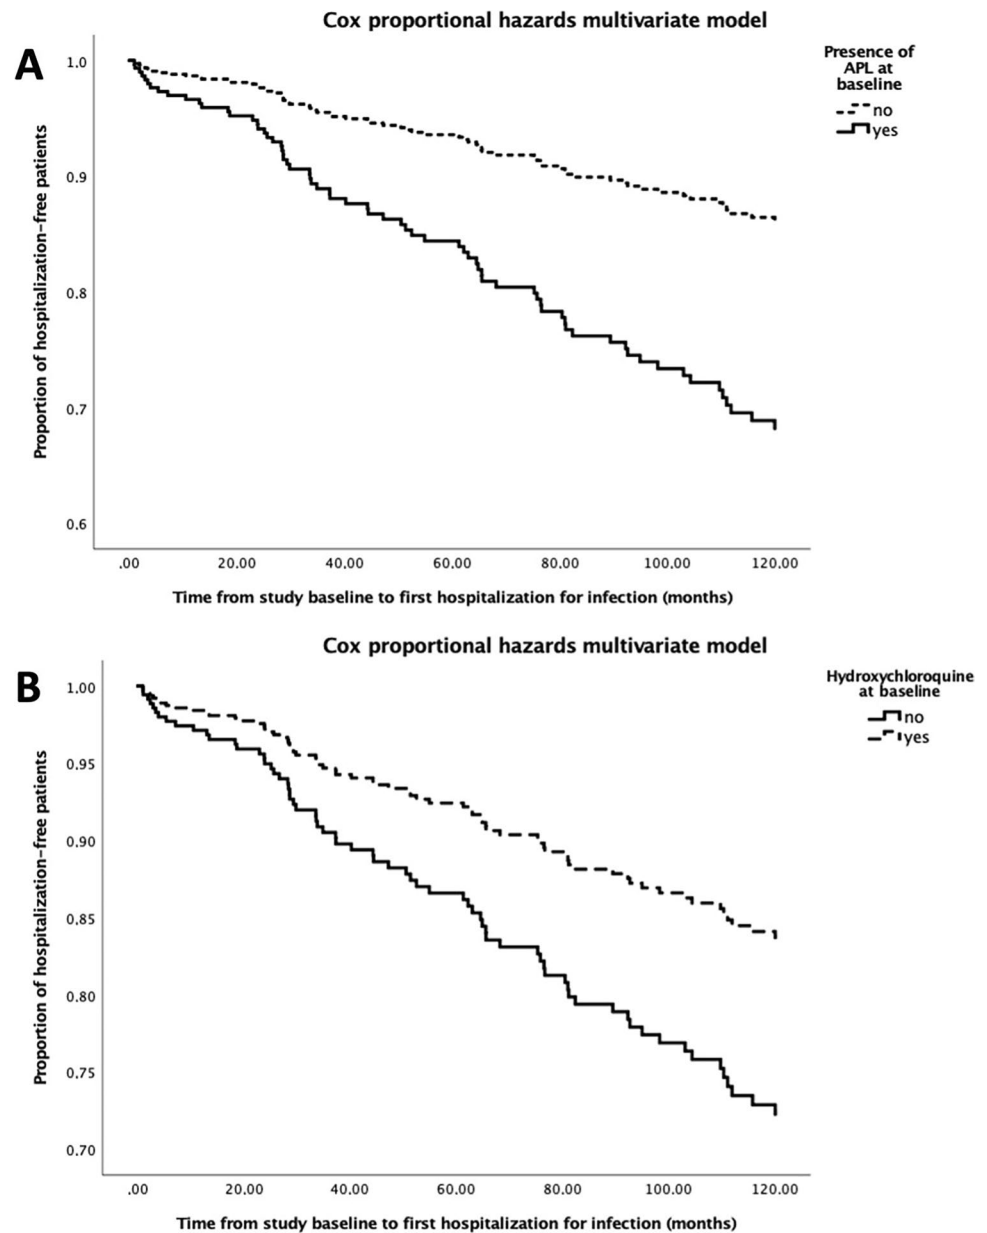 Cox proportional hazards multivariate model
A
Presence of
APL at
baseline
no
yes
1.0
0.9
0.8
0.7
0.6
Proportion of hospitalization-free patients
.00 20.00 40.00 60.00 80.00 100.00 120.00
Time from study baseline to first hospitalization for infection (months)
Cox proportional hazards multivariate model
B
Hydroxychloroquine
at baseline
no
yes
1.00
0.95
0.90
0.85
0.80
0.75
0.70
Proportion of hospitalization-free patients
.00 20.00 40.00 60.00 80.00 100.00 120.00
Time from study baseline to first hospitalization for infection (months)